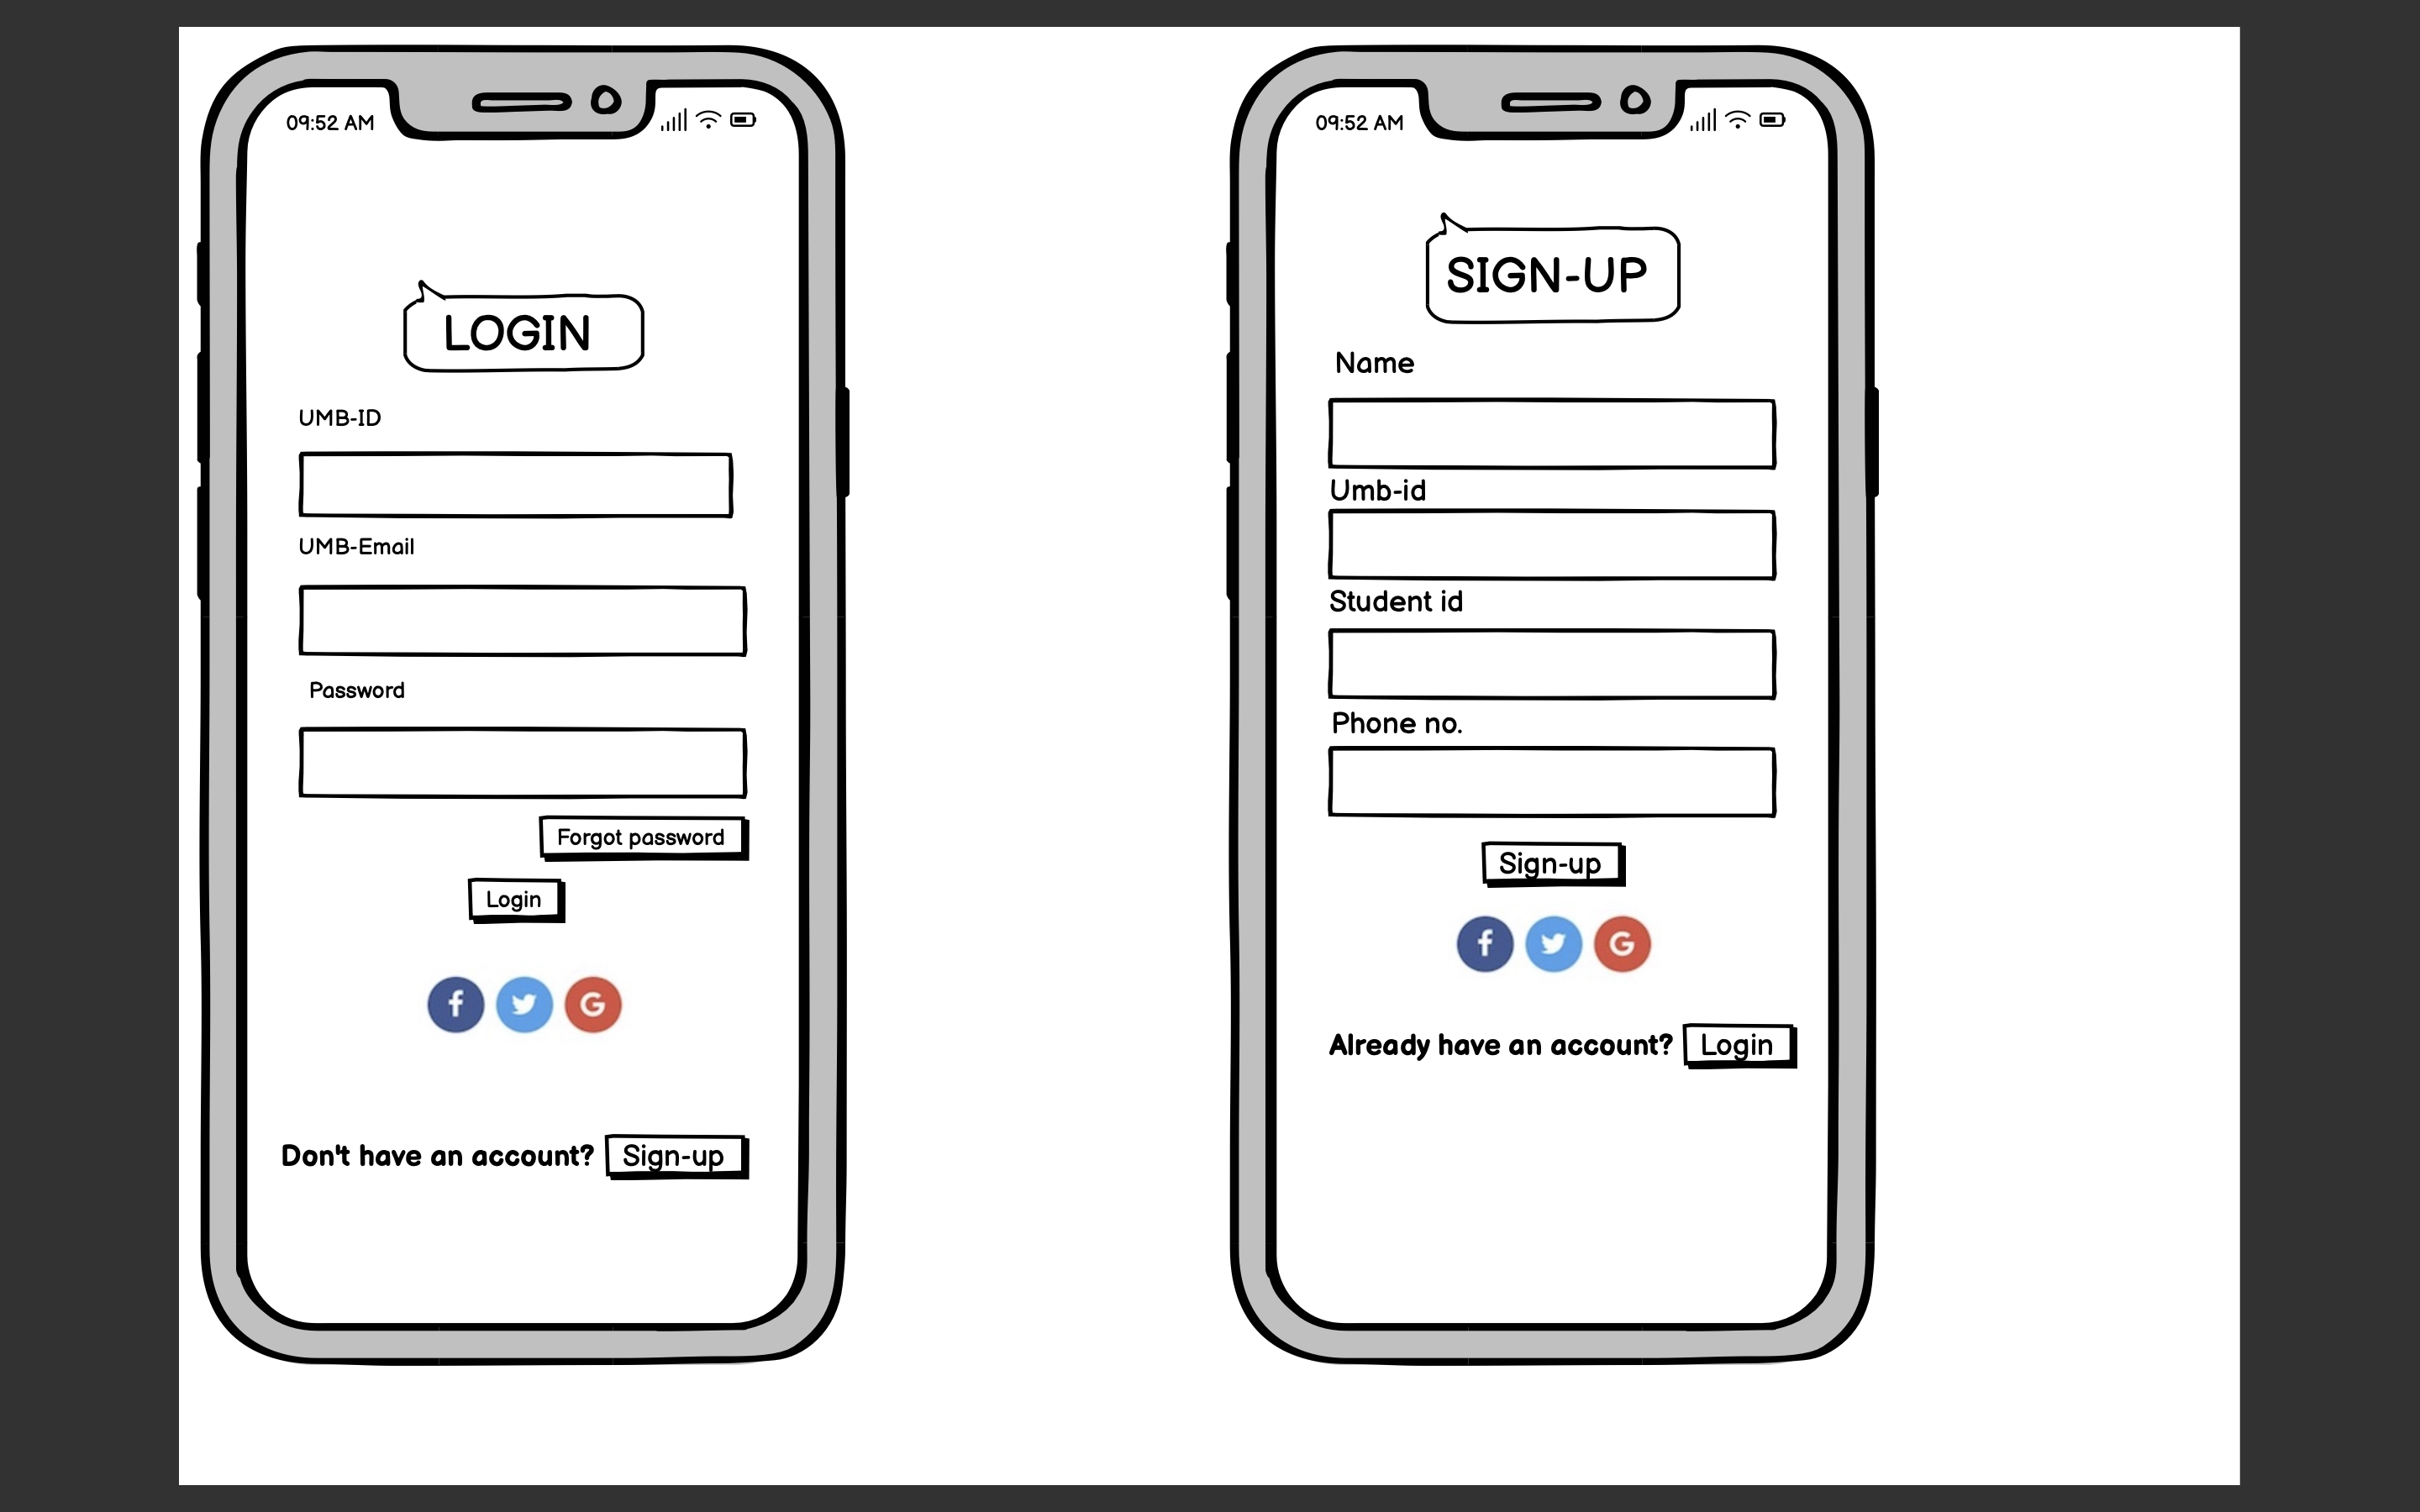 09:52 AM
LOGIN
UMB-ID
UMB-Email
Password
Forgot password
Login
f G
Don't have an account? Sign-up
09:52 AM
SIGN-UP
Name
Umb-id
Student id
Phone no.
Sign-up
f G
Already have an account? Login